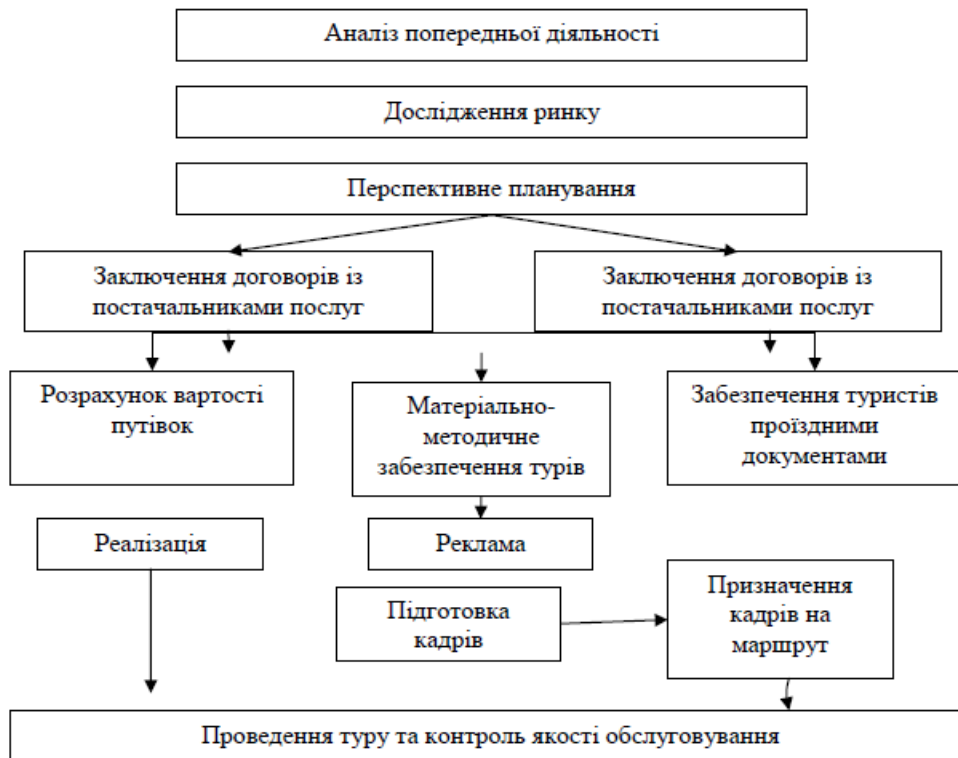 Аналіз попередньої діяльності
Дослідження ринку
Перспективне планування
Заключення договорів із
постачальниками послуг
Заключення договорів із
постачальниками послуг
Розрахунок вартості
путівок
Матеріально-
методичне
забезпечення турів
Забезпечення туристів
проїздними
документами
Реалізація
Реклама
Підготовка
кадрів
Призначення
кадрів на
маршрут
Проведення туру та контроль якості обслуговування